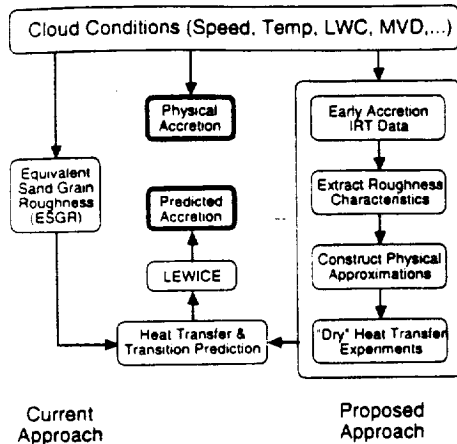 Cloud Conditions (Speed, Temp, LWC, MVD,...)
Physical
Accretion
Early Accretion
IRT Data
Equivalent
Sand Grain
Roughness
(ESGR)
Predicted
Accretion
Extract Roughness
Characteristics
LEWICE
Construct Physical
Approximations
Heat Transfer &
Transition Prediction
"Dry" Heat Transfer
Experiments
Current
Approach
Proposed
Approach